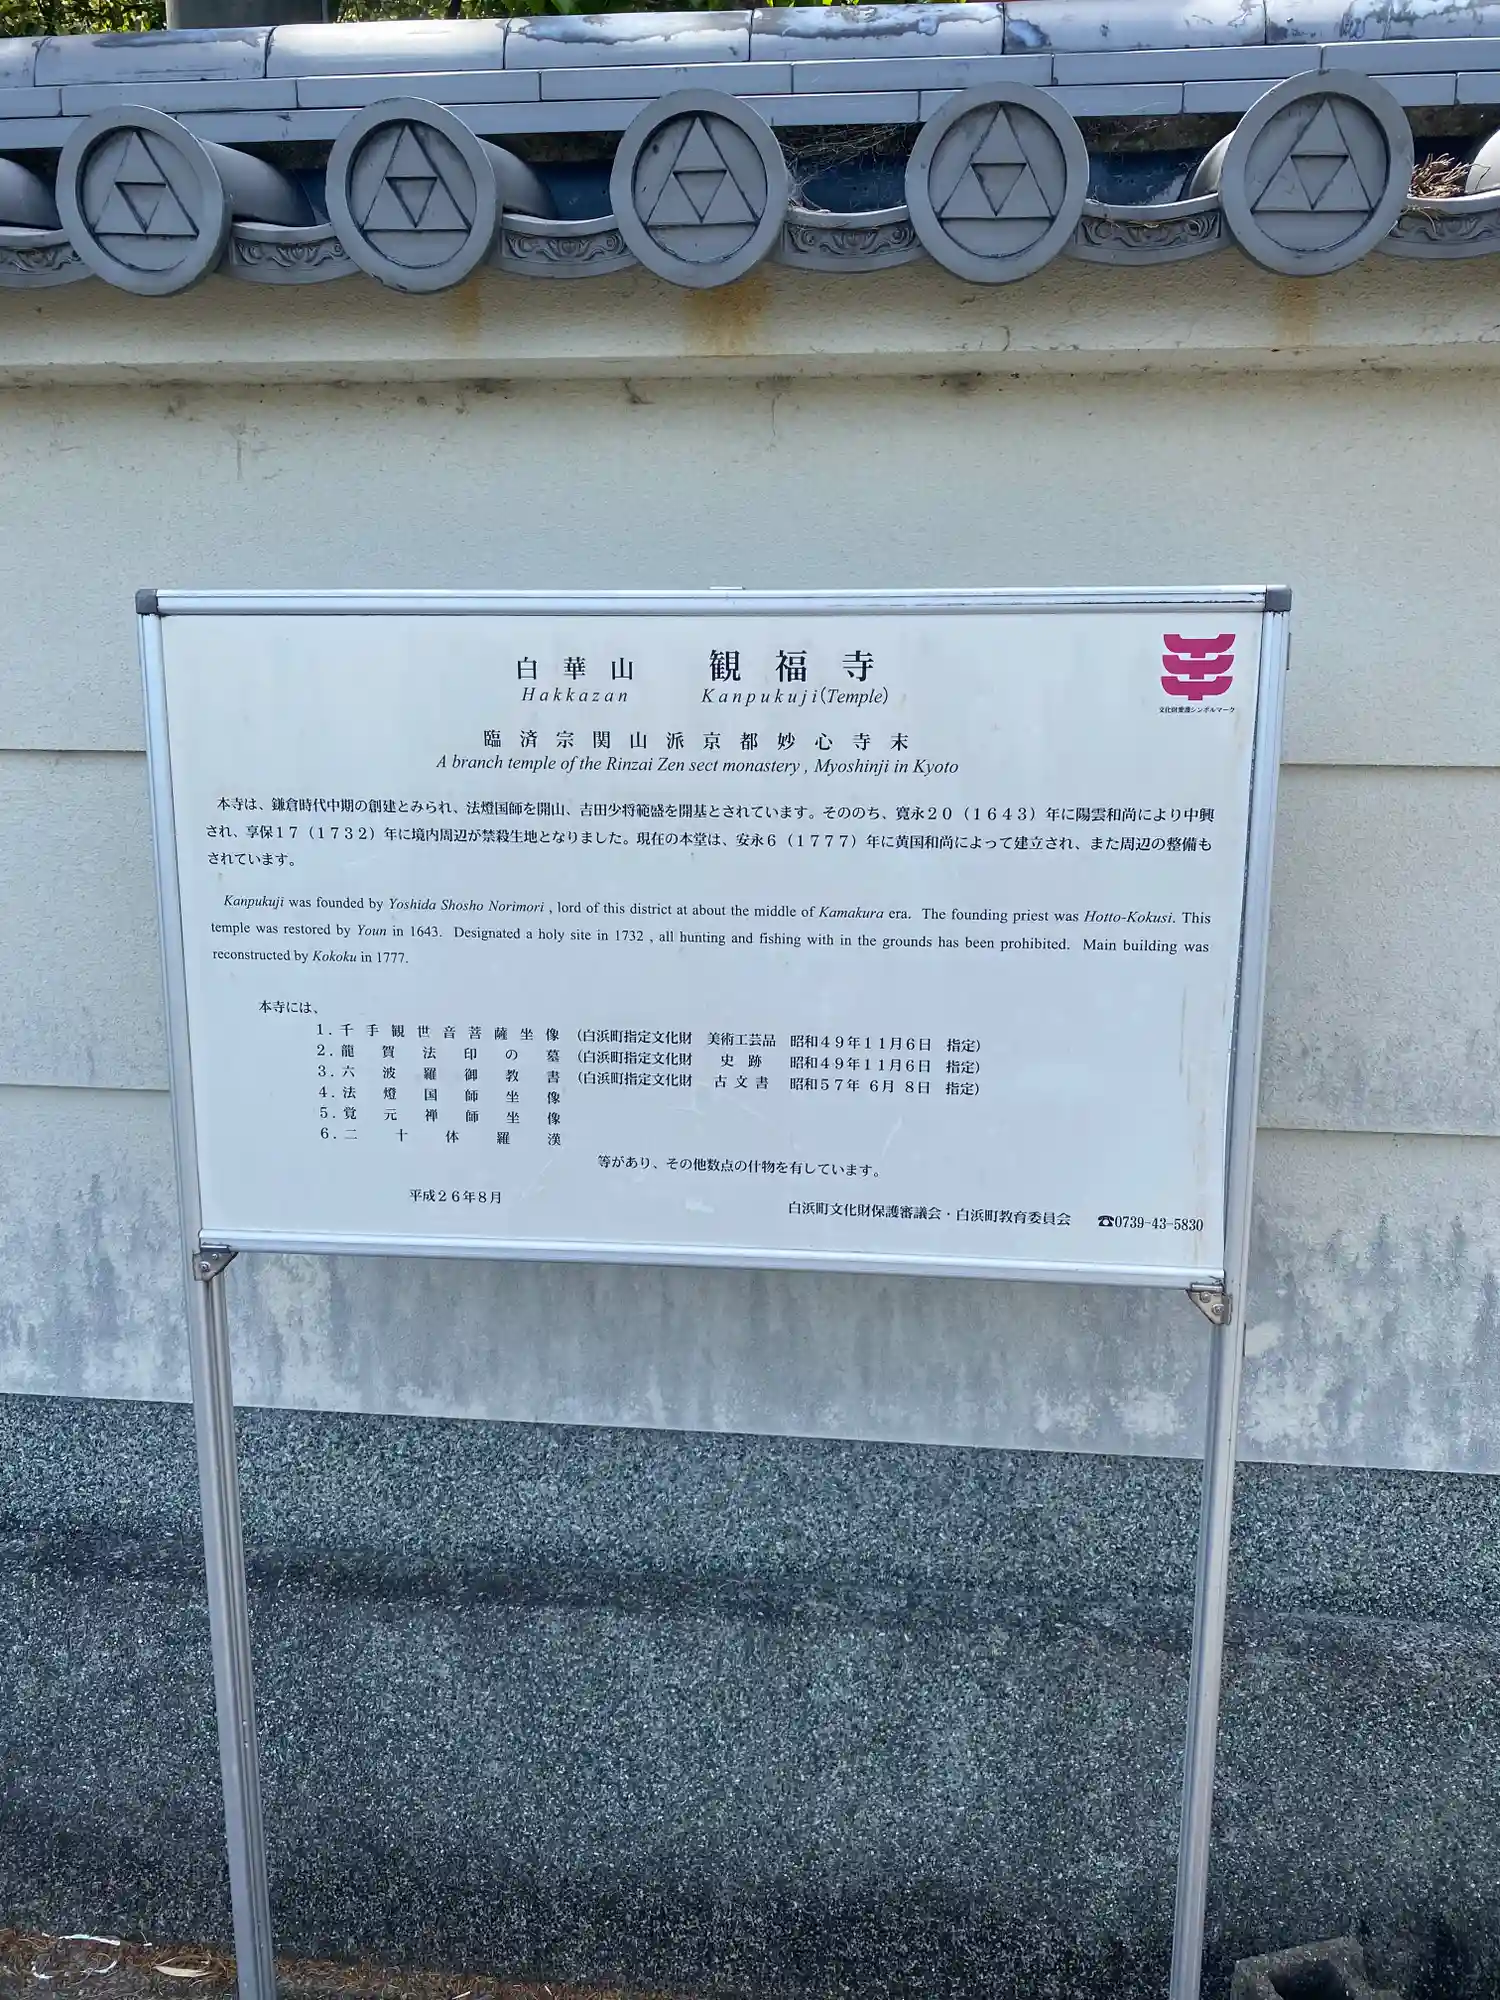 白華山 観福寺
Hakkazan Kanpukuji(Temple)
文化財愛護シンボルマーク
臨済宗関山派京都妙心寺末
A branch temple of the Rinzai Zen sect monastery , Myoshinji in Kyoto
本寺は、鎌倉時代中期の創建とみられ、法燈国師を開山、吉田少将範盛を開基とされています。そののち、寛永20(1643)年に陽雲和尚により中興
され、享保17(1732)年に境内周辺が禁殺生地となりました。現在の本堂は、安永6(1777)年に黄国和尚によって建立され、また周辺の整備も
されています。
Kanpukuji was founded by Yoshida Shosho Norimori , lord of this district at about the middle of Kamakura era. The founding priest was Hotto-Kokusi. This
temple was restored by Youn in 1643. Designated a holy site in 1732 , all hunting and fishing with in the grounds has been prohibited. Main building was
reconstructed by Kokoku in 1777.
本寺には、
1.千手観世音菩薩坐像 (白浜町指定文化財 美術工芸品 昭和49年11月6日 指定)
2.龍賀法印の墓 (白浜町指定文化財 史跡 昭和49年11月6日 指定)
3.六波羅御教書 (白浜町指定文化財 古文書 昭和57年 6月 8日 指定)
4.法燈国師坐像
5.覚元禅師坐像
6.二十体羅漢
等があり、その他数点の什物を有しています。
平成26年8月
白浜町文化財保護審議会・白浜町教育委員会 ☎0739-43-5830